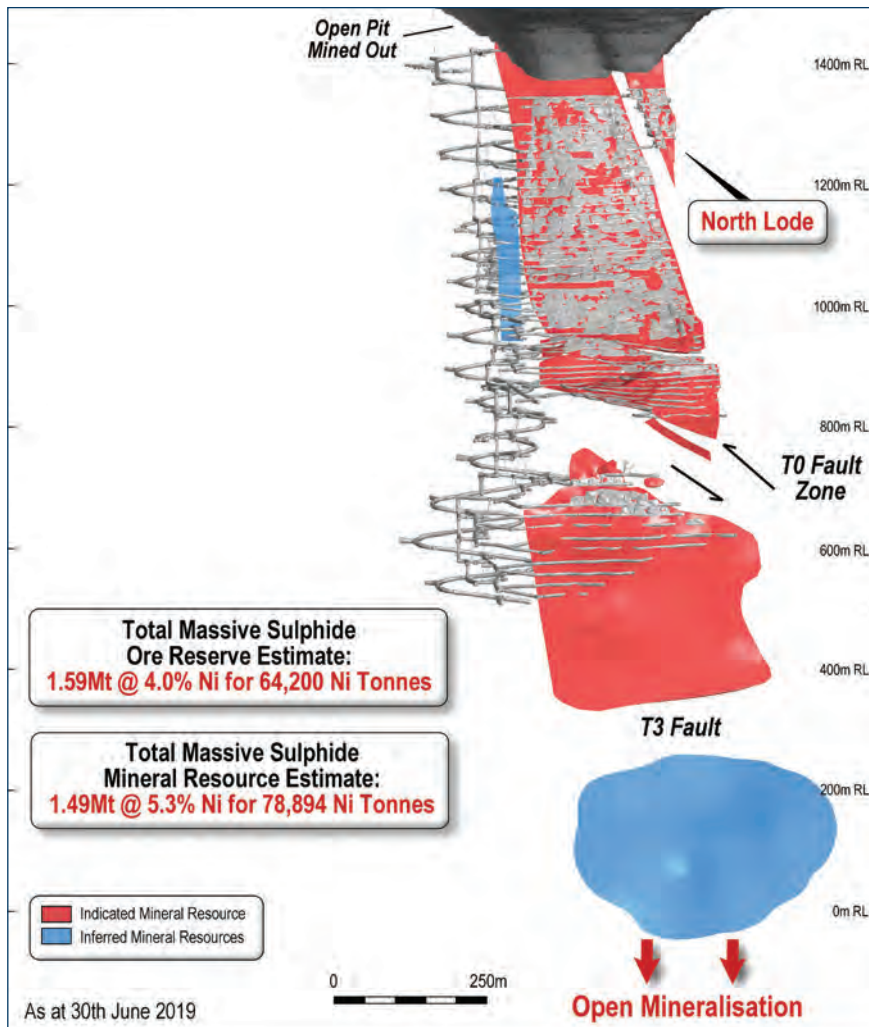 Open Pit
Mined Out
1400m RL
1200m RL
North Lode
1000m RL
800m RL
T0 Fault
Zone
600m RL
Total Massive Sulphide
Ore Reserve Estimate:
1.59Mt @ 4.0% Ni for 64,200 Ni Tonnes
400m RL
T3 Fault
Total Massive Sulphide
Mineral Resource Estimate:
1.49Mt @ 5.3% Ni for 78,894 Ni Tonnes
200m RL
Indicated Mineral Resource
Inferred Mineral Resources
0m RL
0 250m
Open Mineralisation
As at 30th June 2019